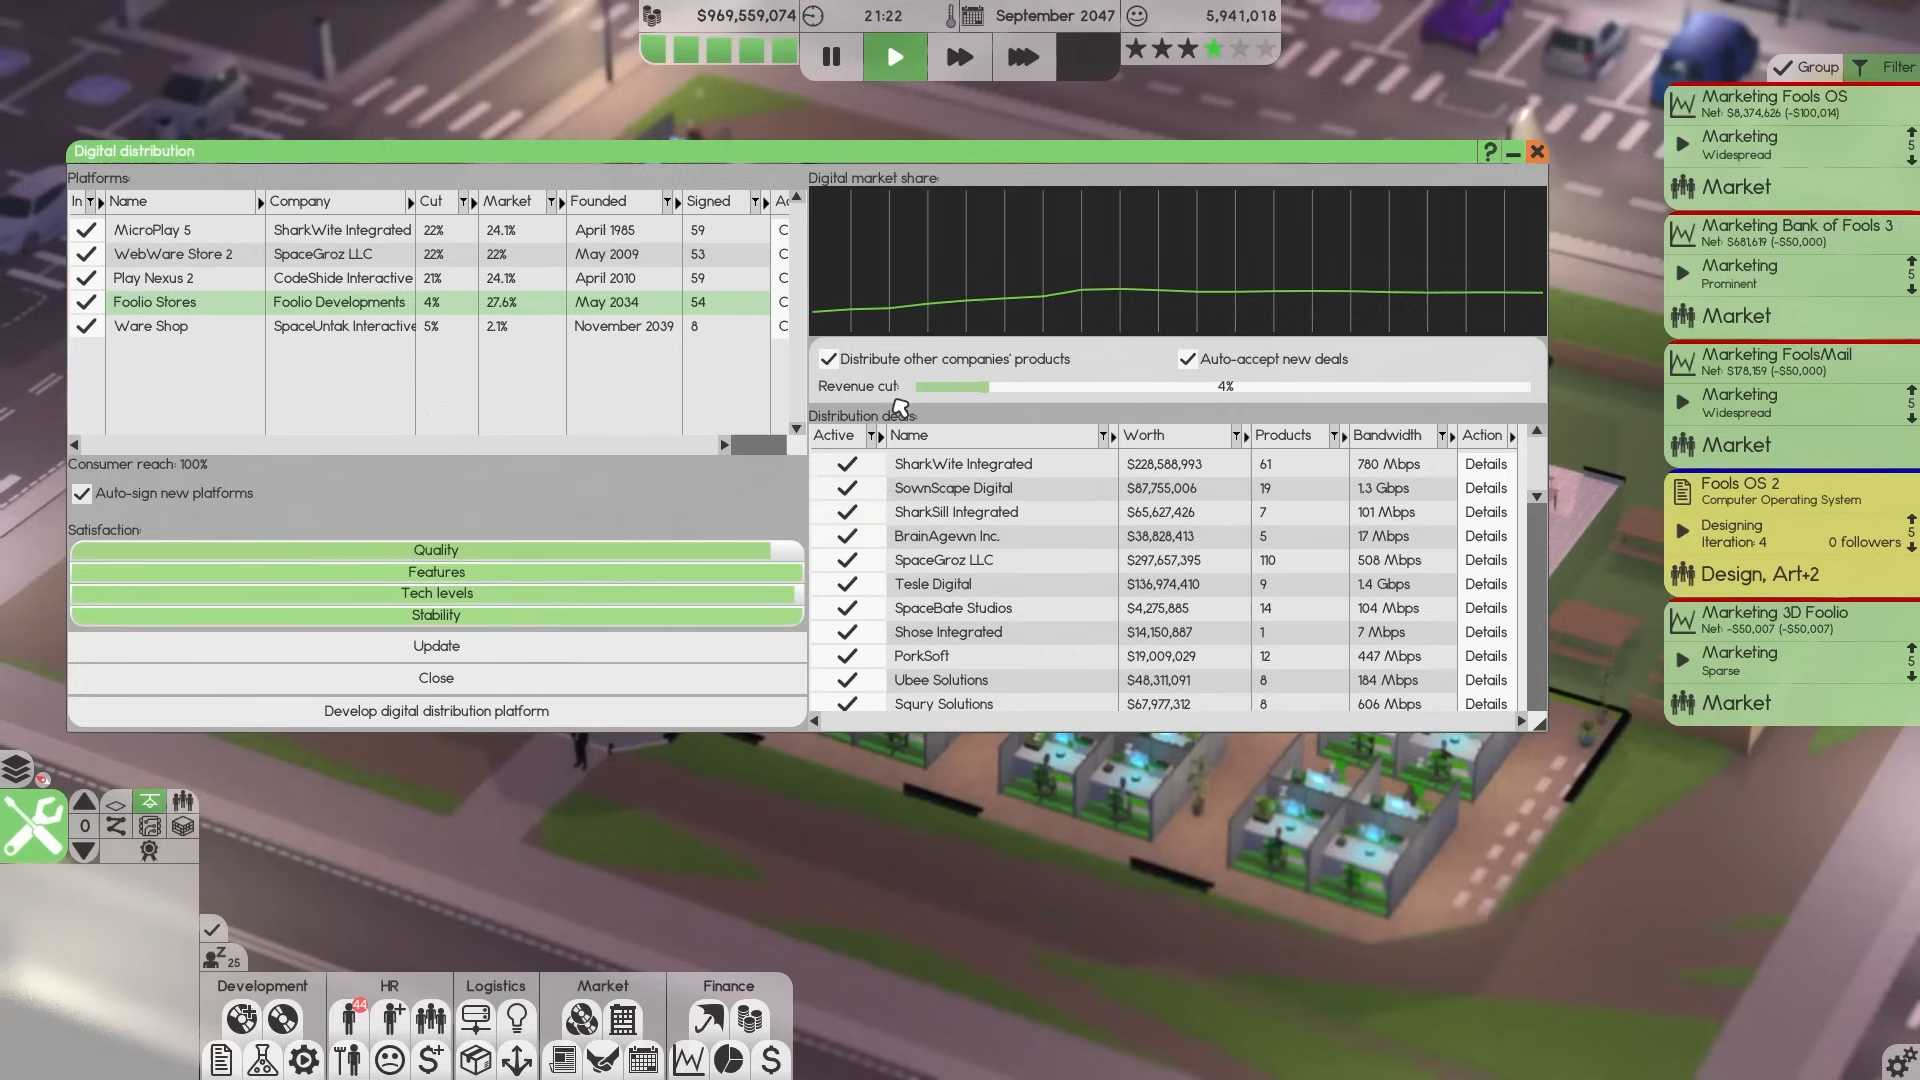 $969,559,074
21:22
September 2047
5,941,018
Group
Filter
Digital distribution
?
Platforms:
In Name Company Cut Market Founded Signed
MicroPlay 5 SharkWite Integrated 22% 24.1% April 1985 59
WebWare Store 2 SpaceGroz LLC 22% 22% May 2009 53
Play Nexus 2 CodeShide Interactive 21% 24.1% April 2010 59
Foolio Stores Foolio Developments 4% 27.6% May 2034 54
Ware Shop SpaceUntak Interactive 5% 2.1% November 2039 8
Consumer reach: 100%
Auto-sign new platforms
Satisfaction:
Quality
Features
Tech levels
Stability
Update
Close
Develop digital distribution platform
Digital market share:
Distribute other companies' products
Auto-accept new deals
Revenue cut: 4%
Distribution deals:
Active Name Worth Products Bandwidth Action
SharkWite Integrated $228,588,993 61 780 Mbps Details
SownScape Digital $87,755,006 19 1.3 Gbps Details
SharkSill Integrated $65,627,426 7 101 Mbps Details
BrainAgewn Inc. $38,828,413 5 17 Mbps Details
SpaceGroz LLC $297,657,395 110 508 Mbps Details
Tesle Digital $136,974,410 9 1.4 Gbps Details
SpaceBate Studios $4,275,885 14 104 Mbps Details
Shose Integrated $14,150,887 1 7 Mbps Details
PorkSoft $19,009,029 12 447 Mbps Details
Ubee Solutions $48,311,091 8 184 Mbps Details
Squry Solutions $67,977,312 8 606 Mbps Details
Marketing Fools OS
Net: $8,374,626 (-$100,014)
Marketing
Widespread
5
Market
Marketing Bank of Fools 3
Net: $681,619 (-$50,000)
Marketing
Prominent
5
Market
Marketing FoolsMail
Net: $178,159 (-$50,000)
Marketing
Widespread
5
Market
Fools OS 2
Computer Operating System
Designing
Iteration: 4 0 followers
5
Design, Art+2
Marketing 3D Foolio
Net: -$50,007 (-$50,007)
Marketing
Sparse
5
Market
0
25
Development
HR
Logistics
Market
Finance
44